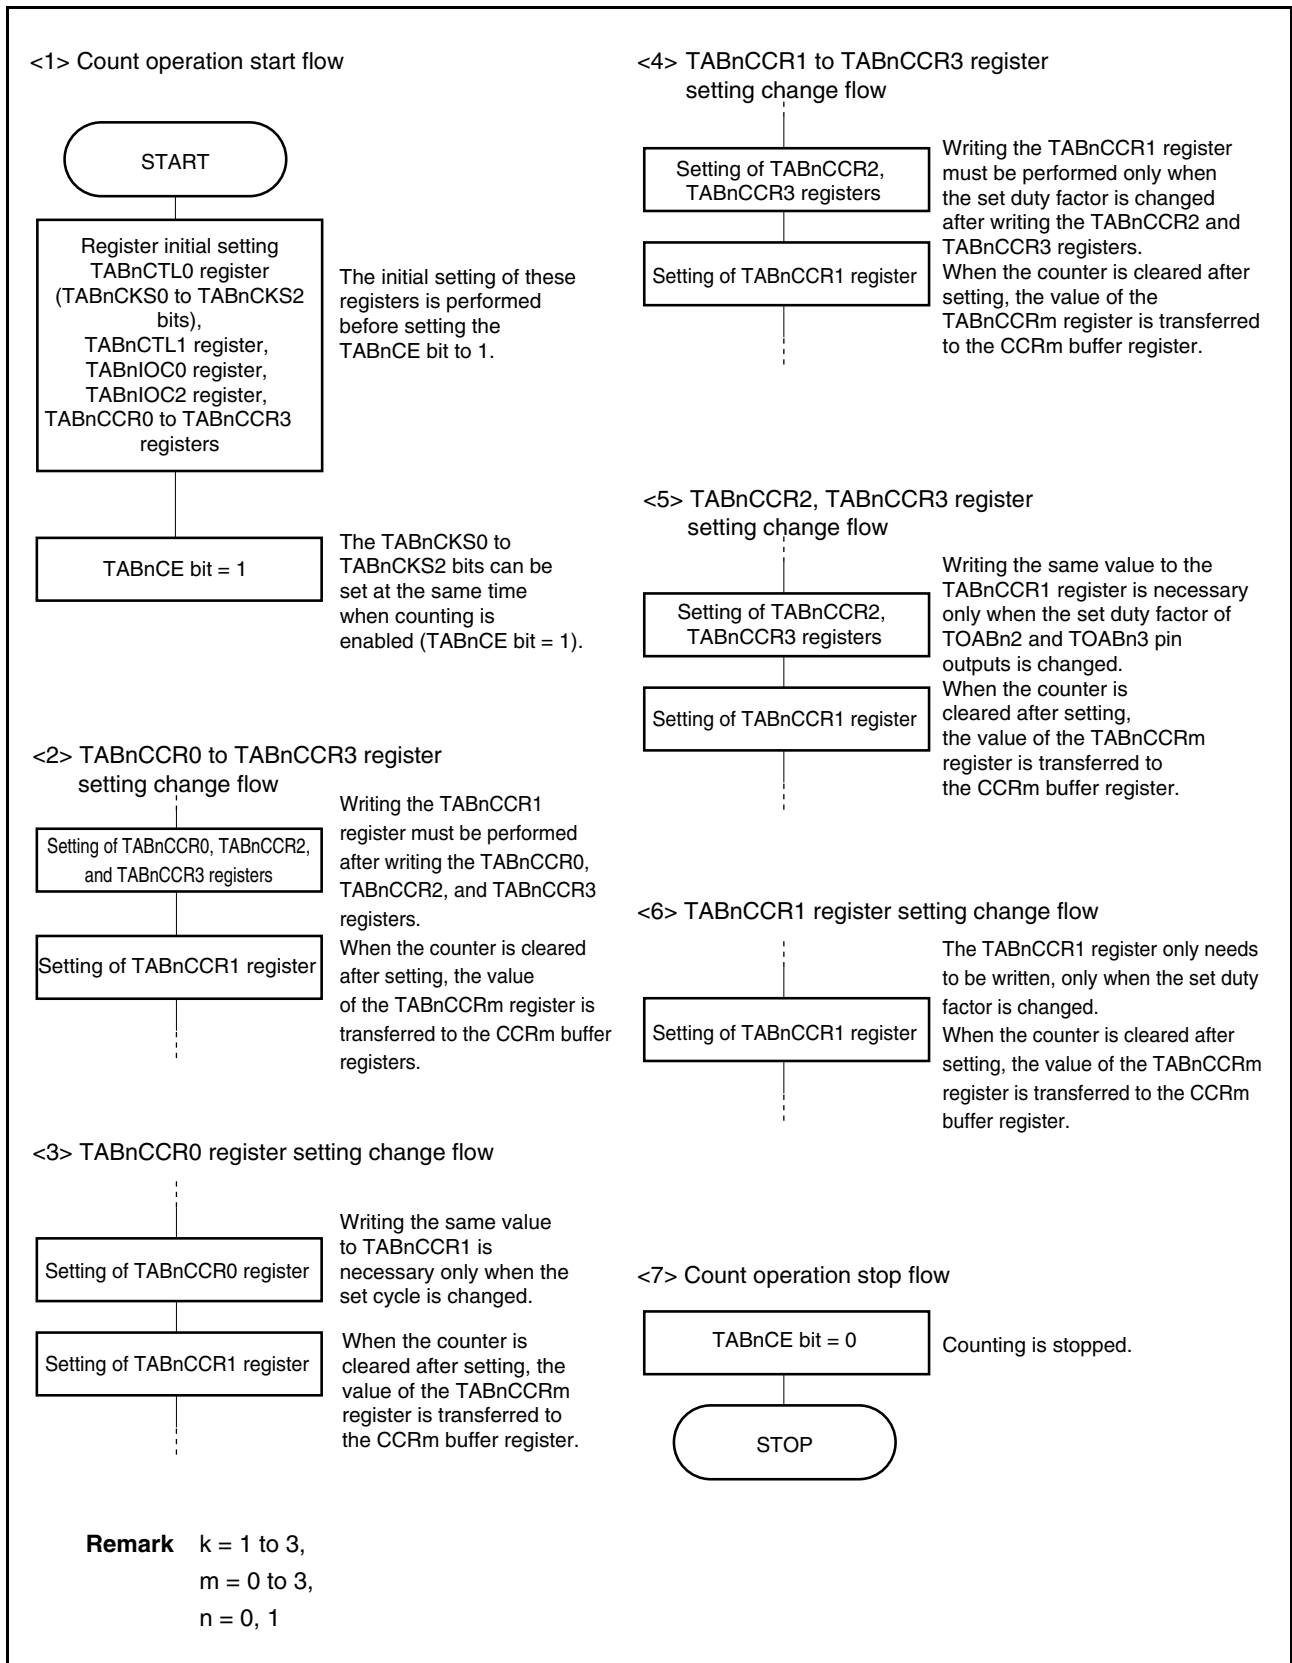 <1> Count operation start flow
START
Register initial setting
TABnCTL0 register
(TABnCKS0 to TABnCKS2
bits),
TABnCTL1 register,
TABnIOC0 register,
TABnIOC2 register,
TABnCCR0 to TABnCCR3
registers
The initial setting of these
registers is performed
before setting the
TABnCE bit to 1.
TABnCE bit = 1
The TABnCKS0 to
TABnCKS2 bits can be
set at the same time
when counting is
enabled (TABnCE bit = 1).
<2> TABnCCR0 to TABnCCR3 register
setting change flow
Setting of TABnCCR0, TABnCCR2,
and TABnCCR3 registers
Setting of TABnCCR1 register
Writing the TABnCCR1
register must be performed
after writing the TABnCCR0,
TABnCCR2, and TABnCCR3
registers.
When the counter is cleared
after setting, the value
of the TABnCCRm register is
transferred to the CCRm buffer
registers.
<3> TABnCCR0 register setting change flow
Setting of TABnCCR0 register
Writing the same value
to TABnCCR1 is
necessary only when the
set cycle is changed.
Setting of TABnCCR1 register
When the counter is
cleared after setting, the
value of the TABnCCRm
register is transferred to
the CCRm buffer register.
<4> TABnCCR1 to TABnCCR3 register
setting change flow
Setting of TABnCCR2,
TABnCCR3 registers
Setting of TABnCCR1 register
Writing the TABnCCR1 register
must be performed only when
the set duty factor is changed
after writing the TABnCCR2 and
TABnCCR3 registers.
When the counter is cleared after
setting, the value of the
TABnCCRm register is transferred
to the CCRm buffer register.
<5> TABnCCR2, TABnCCR3 register
setting change flow
Setting of TABnCCR2,
TABnCCR3 registers
Setting of TABnCCR1 register
Writing the same value to the
TABnCCR1 register is necessary
only when the set duty factor of
TOABn2 and TOABn3 pin
outputs is changed.
When the counter is
cleared after setting,
the value of the TABnCCRm
register is transferred to
the CCRm buffer register.
<6> TABnCCR1 register setting change flow
Setting of TABnCCR1 register
The TABnCCR1 register only needs
to be written, only when the set duty
factor is changed.
When the counter is cleared after
setting, the value of the TABnCCRm
register is transferred to the CCRm
buffer register.
<7> Count operation stop flow
TABnCE bit = 0
Counting is stopped.
STOP
Remark k = 1 to 3,
m = 0 to 3,
n = 0, 1